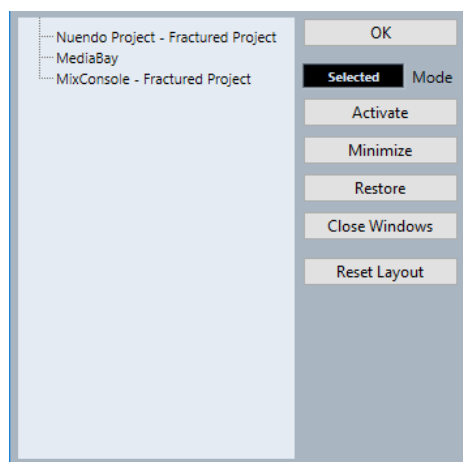 Nuendo Project - Fractured Project
MediaBay
MixConsole - Fractured Project
OK
Selected Mode
Activate
Minimize
Restore
Close Windows
Reset Layout